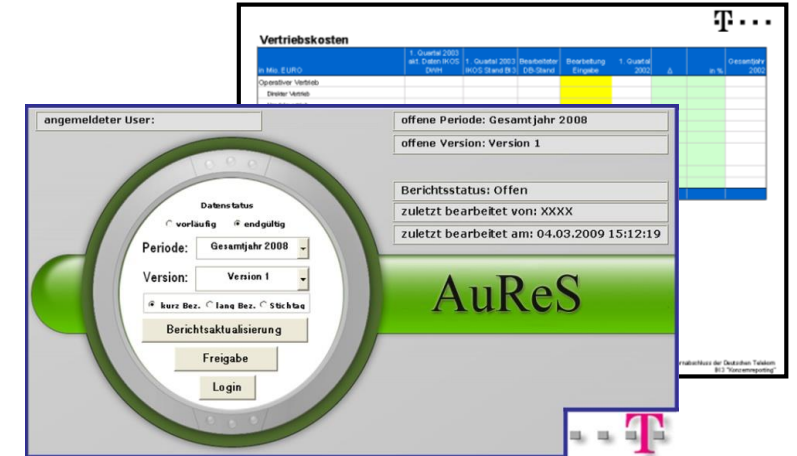 T
Vertriebskosten
in Mio. EURO
1. Quartal 2003 akt. Daten IKOS DWH
1. Quartal 2003 IKOS Stand BI3
Bearbeiteter DB-Stand
Bearbeitung Eingabe
1. Quartal 2002
Δ
in %
Gesamtjahr 2002
Operativer Vertrieb
Direkter Vertrieb
angemeldeter User:
offene Periode: Gesamtjahr 2008
offene Version: Version 1
Berichtsstatus: Offen
zuletzt bearbeitet von: XXXX
zuletzt bearbeitet am: 04.03.2009 15:12:19
Datenstatus
vorläufig endgültig
Periode: Gesamtjahr 2008
Version: Version 1
kurz Bez. lang Bez. Stichtag
Berichtsaktualisierung
Freigabe
Login
AuReS
der Deutschen Telekom
BI3 "Konzernreporting"
T